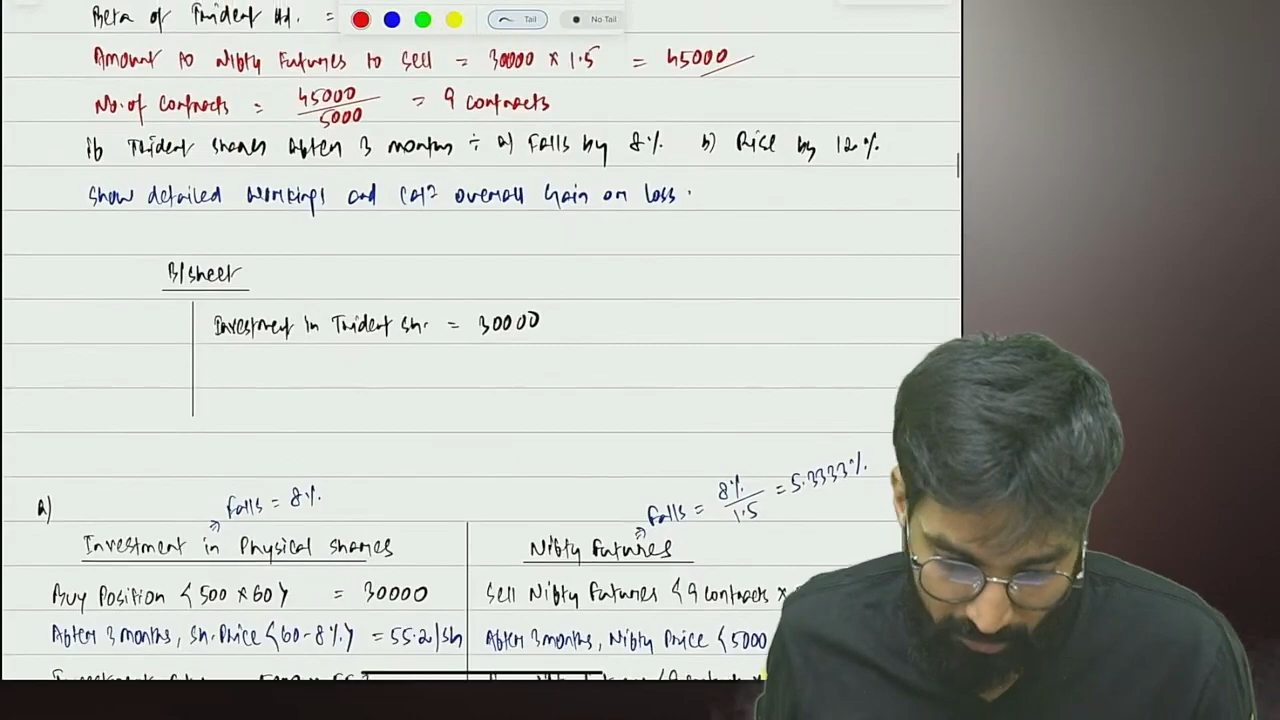 Beta of Trident Ltd. =
Tail
No Tail
Amount to Nifty Futures to Sell = 30000 × 1.5 = 45000
No. of Contracts = 45000/5000 = 9 contracts
If Trident Shares After 3 months ÷ a) Falls by 8% b) Rise by 12%
Show detailed Workings and Calⁿ overall Gain or Loss.
B/sheet
Investment in Trident Sh. = 30000
a)
Falls = 8%
Falls = 8%/1.5 = 5.3333%
Investment in Physical Shares
Nifty Futures
Buy Position {500 × 60} = 30000
Sell Nifty Futures {9 contracts ×
After 3 months, Sh. Price {60 - 8%} = 55.2/sh
After 3 months, Nifty Price {5000